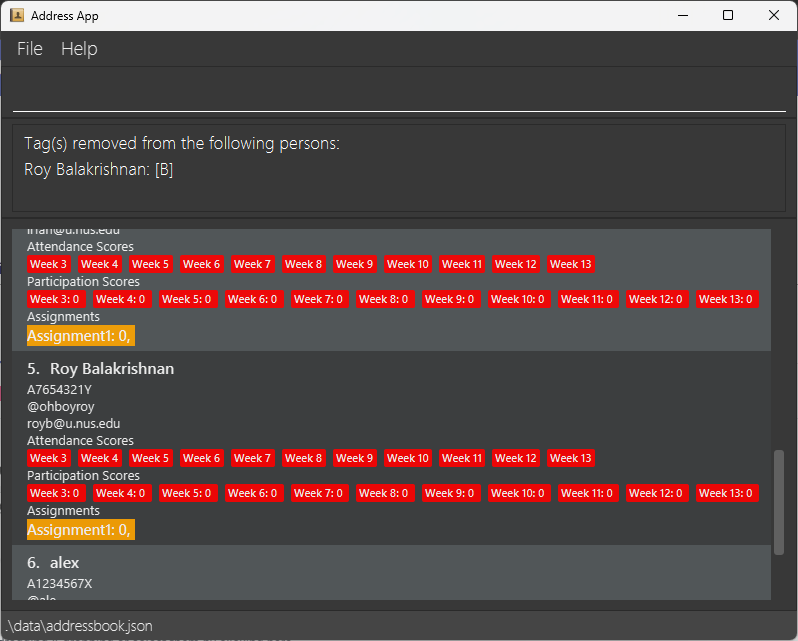 Address App
File Help
Tag(s) removed from the following persons:
Roy Balakrishnan: [B]
irfan@u.nus.edu
Attendance Scores
Week 3 Week 4 Week 5 Week 6 Week 7 Week 8 Week 9 Week 10 Week 11 Week 12 Week 13
Participation Scores
Week 3: 0 Week 4: 0 Week 5: 0 Week 6: 0 Week 7: 0 Week 8: 0 Week 9: 0 Week 10: 0 Week 11: 0 Week 12: 0 Week 13: 0
Assignments
Assignment1: 0,
5. Roy Balakrishnan
A7654321Y
@ohboyroy
royb@u.nus.edu
Attendance Scores
Week 3 Week 4 Week 5 Week 6 Week 7 Week 8 Week 9 Week 10 Week 11 Week 12 Week 13
Participation Scores
Week 3: 0 Week 4: 0 Week 5: 0 Week 6: 0 Week 7: 0 Week 8: 0 Week 9: 0 Week 10: 0 Week 11: 0 Week 12: 0 Week 13: 0
Assignments
Assignment1: 0,
6. alex
A1234567X
@ale
.\data\addressbook.json